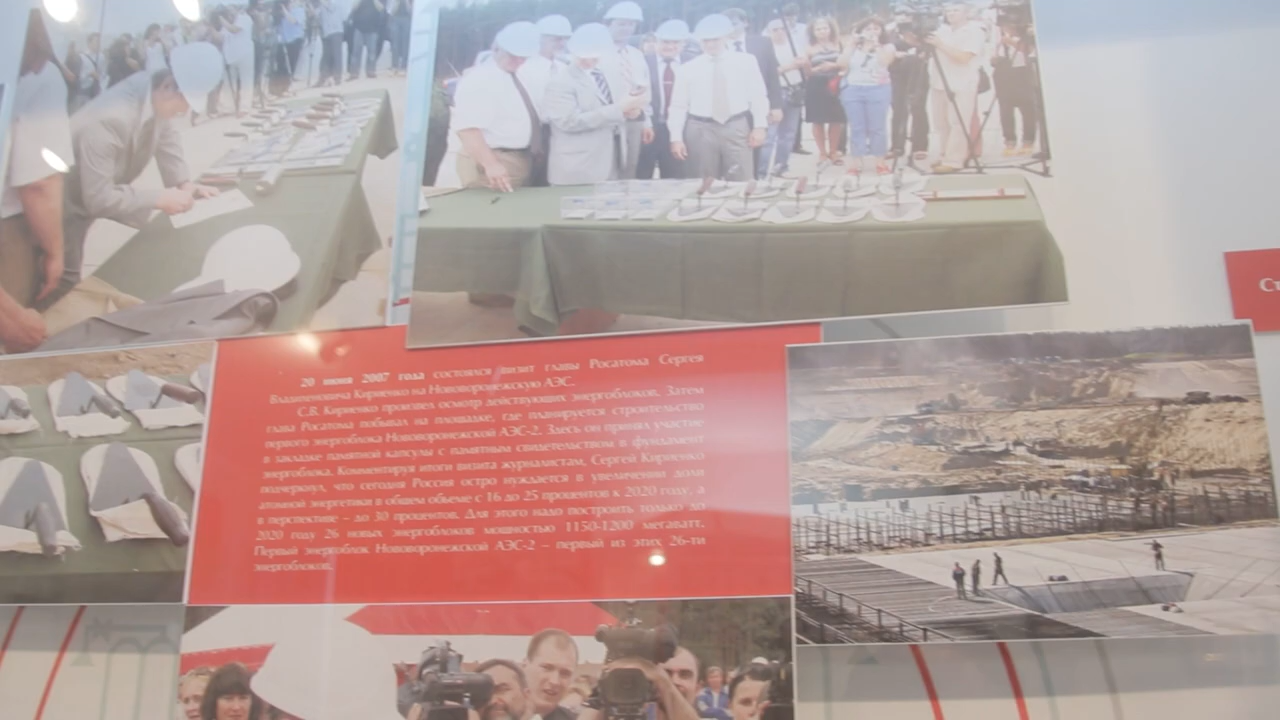 20 июня 2007 года состоялся визит главы Росатома Сергея
Владиленовича Кириенко на Нововоронежскую АЭС.
С.В. Кириенко произвел осмотр действующих энергоблоков. Затем
глава Росатома побывал на площадке, где планируется строительство
первого энергоблока Нововоронежской АЭС-2. Здесь он принял участие
в закладке памятной капсулы с памятным свидетельством в фундамент
энергоблока. Комментируя итоги визита журналистам, Сергей Кириенко
подчеркнул, что сегодня Россия остро нуждается в увеличении доли
атомной энергетики в общем объеме с 16 до 25 процентов к 2020 году, а
в перспективе – до 30 процентов. Для этого надо построить только до
2020 году 26 новых энергоблоков мощностью 1150-1200 мегаватт.
Первый энергоблок Нововоронежской АЭС-2 – первый из этих 26-ти
энергоблоков.